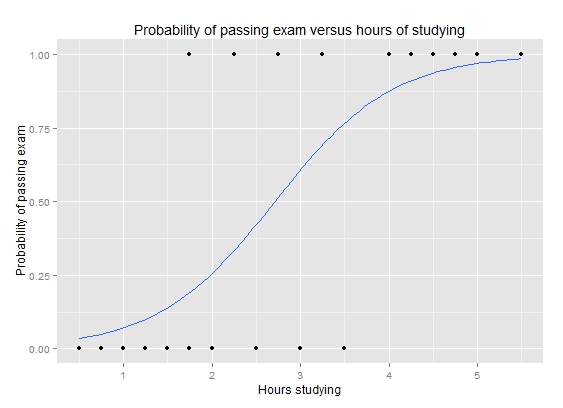 Probability of passing exam versus hours of studying
Probability of passing exam
1.00
0.75
0.50
0.25
0.00
1 2 3 4 5
Hours studying